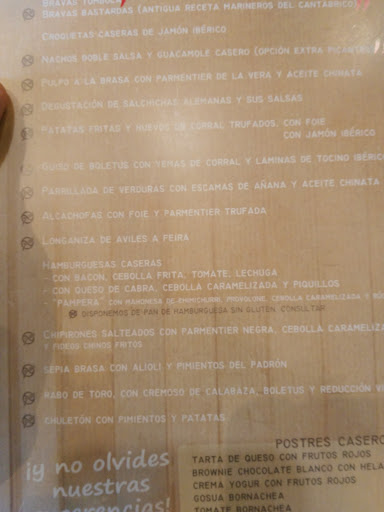 BRAVAS TUMBOLU
BRAVAS BASTARDAS (ANTIGUA RECETA MARINEROS DEL CANTÁBRICO)
CROQUETAS CASERAS DE JAMÓN IBÉRICO
NACHOS DOBLE SALSA Y GUACAMOLE CASERO (OPCIÓN EXTRA PICANTE
PULPO A LA BRASA CON PARMENTIER DE LA VERA Y ACEITE CHINATA
DEGUSTACIÓN DE SALCHICHAS ALEMANAS Y SUS SALSAS
PATATAS FRITAS Y HUEVOS DE CORRAL TRUFADOS, CON FOIE
CON JAMÓN IBÉRICO
GUISO DE BOLETUS CON YEMAS DE CORRAL Y LÁMINAS DE TOCINO IBÉRIC
PARRILLADA DE VERDURAS CON ESCAMAS DE AÑANA Y ACEITE CHINATA
ALCACHOFAS CON FOIE Y PARMENTIER TRUFADA
LONGANIZA DE AVILES A FEIRA
HAMBURGUESAS CASERAS
- CON BACON, CEBOLLA FRITA, TOMATE, LECHUGA
- CON QUESO DE CABRA, CEBOLLA CARAMELIZADA Y PIQUILLOS
- "PAMPERA" CON MAHONESA DE CHIMICHURRI, PROVOLONE, CEBOLLA CARAMELIZADA Y
DISPONEMOS DE PAN DE HAMBURGUESA SIN GLUTEN. CONSULTAR
CHIPIRONES SALTEADOS CON PARMENTIER NEGRA, CEBOLLA CARAMELIZA
Y FIDEOS CHINOS FRITOS
SEPIA BRASA CON ALIOLI Y PIMIENTOS DEL PADRÓN
RABO DE TORO, CON CREMOSO DE CALABAZA, BOLETUS Y REDUCCIÓN
CHULETÓN CON PIMIENTOS Y PATATAS
¡y no olvides
nuestras
POSTRES CASERO
TARTA DE QUESO CON FRUTOS ROJOS
BROWNIE CHOCOLATE BLANCO CON HELA
CREMA YOGUR CON FRUTOS ROJOS
GOSUA BORNACHEA
TOMATE BORNACHEA